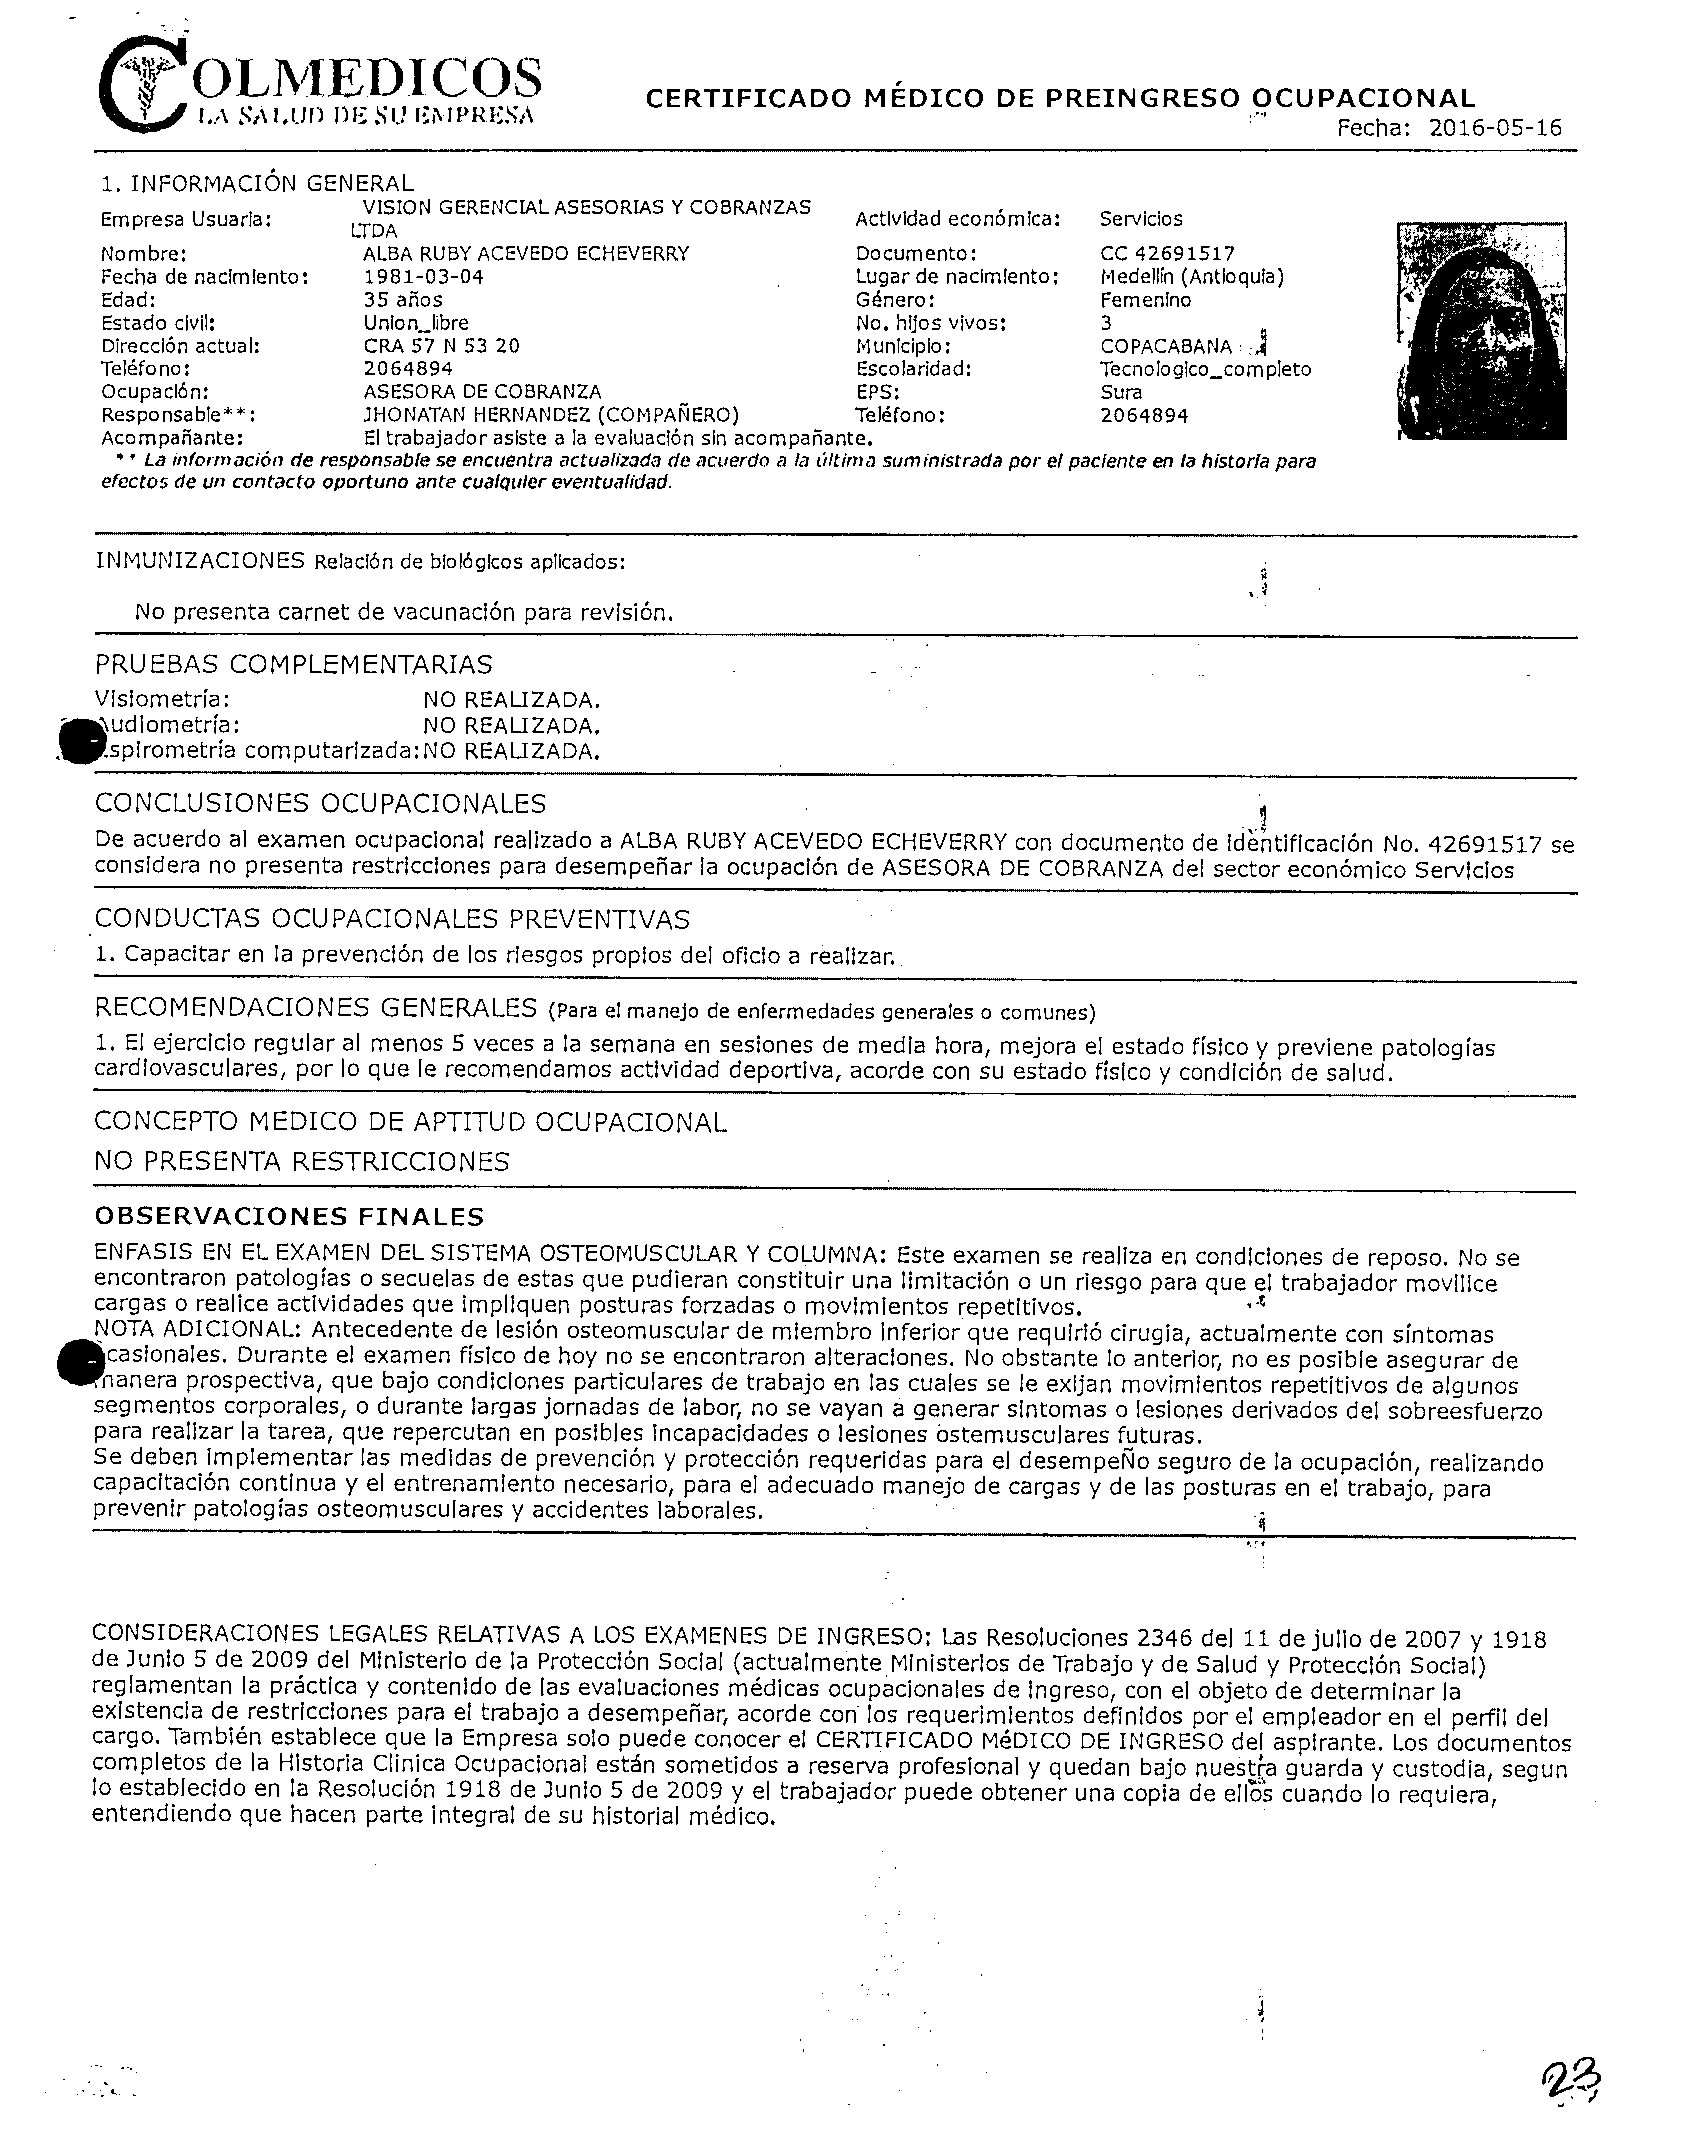 COLMEDICOS
LA SALUD DE SU EMPRESA
CERTIFICADO MÉDICO DE PREINGRESO OCUPACIONAL
Fecha: 2016-05-16
1. INFORMACIÓN GENERAL
Empresa Usuaria: VISION GERENCIAL ASESORIAS Y COBRANZAS LTDA Actividad económica: Servicios
Nombre: ALBA RUBY ACEVEDO ECHEVERRY Documento: CC 42691517
Fecha de nacimiento: 1981-03-04 Lugar de nacimiento: Medellín (Antioquia)
Edad: 35 años Género: Femenino
Estado civil: Union_libre No. hijos vivos: 3
Dirección actual: CRA 57 N 53 20 Municipio: COPACABANA
Teléfono: 2064894 Escolaridad: Tecnologico_completo
Ocupación: ASESORA DE COBRANZA EPS: Sura
Responsable**: JHONATAN HERNANDEZ (COMPAÑERO) Teléfono: 2064894
Acompañante: El trabajador asiste a la evaluación sin acompañante.
** La información de responsable se encuentra actualizada de acuerdo a la última suministrada por el paciente en la historia para
efectos de un contacto oportuno ante cualquier eventualidad.
INMUNIZACIONES Relación de biológicos aplicados:
No presenta carnet de vacunación para revisión.
PRUEBAS COMPLEMENTARIAS
Visiometría: NO REALIZADA.
Audiometría: NO REALIZADA.
spirometría computarizada: NO REALIZADA.
CONCLUSIONES OCUPACIONALES
De acuerdo al examen ocupacional realizado a ALBA RUBY ACEVEDO ECHEVERRY con documento de identificación No. 42691517 se
considera no presenta restricciones para desempeñar la ocupación de ASESORA DE COBRANZA del sector económico Servicios
CONDUCTAS OCUPACIONALES PREVENTIVAS
1. Capacitar en la prevención de los riesgos propios del oficio a realizar.
RECOMENDACIONES GENERALES (Para el manejo de enfermedades generales o comunes)
1. El ejercicio regular al menos 5 veces a la semana en sesiones de media hora, mejora el estado físico y previene patologías
cardiovasculares, por lo que le recomendamos actividad deportiva, acorde con su estado físico y condición de salud.
CONCEPTO MEDICO DE APTITUD OCUPACIONAL
NO PRESENTA RESTRICCIONES
OBSERVACIONES FINALES
ENFASIS EN EL EXAMEN DEL SISTEMA OSTEOMUSCULAR Y COLUMNA: Este examen se realiza en condiciones de reposo. No se
encontraron patologías o secuelas de estas que pudieran constituir una limitación o un riesgo para que el trabajador movilice
cargas o realice actividades que impliquen posturas forzadas o movimientos repetitivos.
NOTA ADICIONAL: Antecedente de lesión osteomuscular de miembro inferior que requirió cirugia, actualmente con síntomas
casionales. Durante el examen físico de hoy no se encontraron alteraciones. No obstante lo anterior, no es posible asegurar de
manera prospectiva, que bajo condiciones particulares de trabajo en las cuales se le exijan movimientos repetitivos de algunos
segmentos corporales, o durante largas jornadas de labor, no se vayan a generar sintomas o lesiones derivados del sobreesfuerzo
para realizar la tarea, que repercutan en posibles incapacidades o lesiones ostemusculares futuras.
Se deben implementar las medidas de prevención y protección requeridas para el desempeÑo seguro de la ocupación, realizando
capacitación continua y el entrenamiento necesario, para el adecuado manejo de cargas y de las posturas en el trabajo, para
prevenir patologías osteomusculares y accidentes laborales.
CONSIDERACIONES LEGALES RELATIVAS A LOS EXAMENES DE INGRESO: Las Resoluciones 2346 del 11 de julio de 2007 y 1918
de Junio 5 de 2009 del Ministerio de la Protección Social (actualmente Ministerios de Trabajo y de Salud y Protección Social)
reglamentan la práctica y contenido de las evaluaciones médicas ocupacionales de ingreso, con el objeto de determinar la
existencia de restricciones para el trabajo a desempeñar, acorde con los requerimientos definidos por el empleador en el perfil del
cargo. También establece que la Empresa solo puede conocer el CERTIFICADO MéDICO DE INGRESO del aspirante. Los documentos
completos de la Historia Clinica Ocupacional están sometidos a reserva profesional y quedan bajo nuestra guarda y custodia, segun
lo establecido en la Resolución 1918 de Junio 5 de 2009 y el trabajador puede obtener una copia de ellos cuando lo requiera,
entendiendo que hacen parte integral de su historial médico.
23